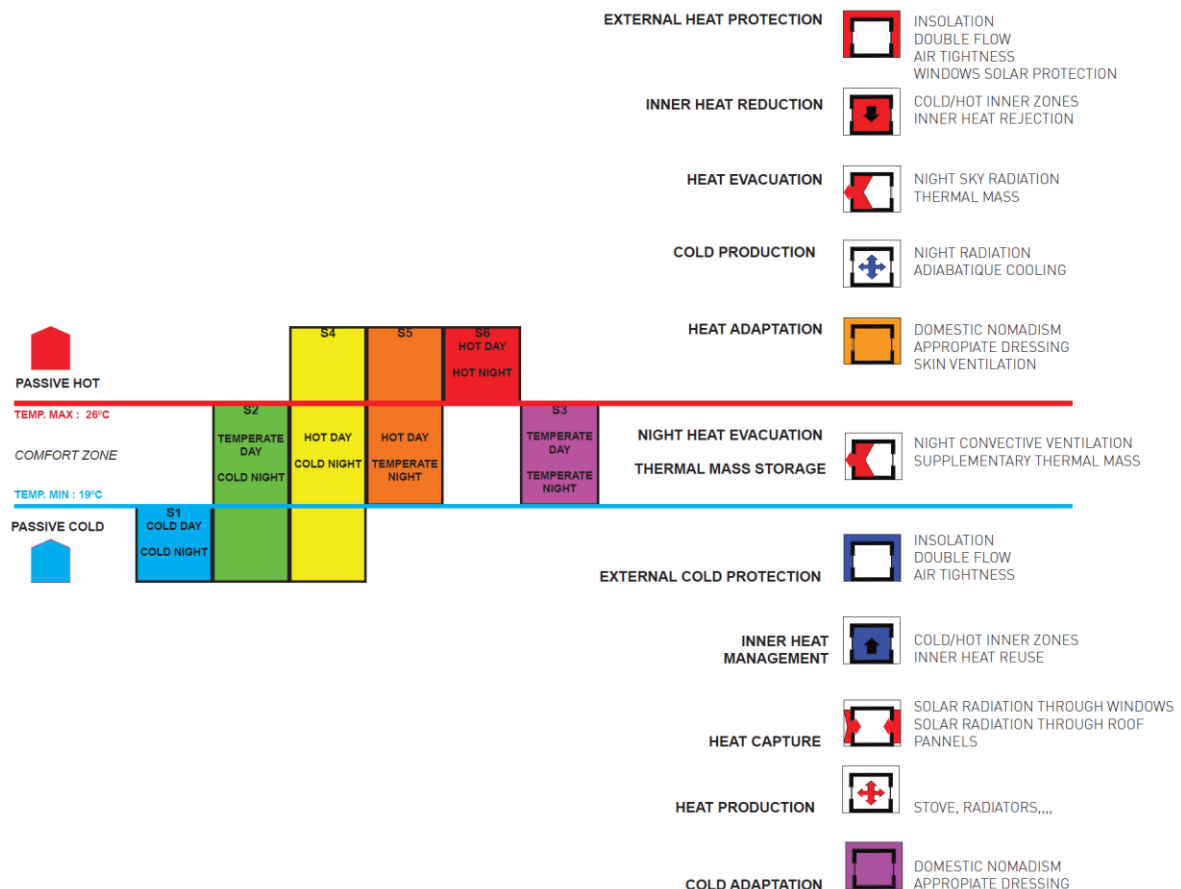 EXTERNAL HEAT PROTECTION
INSOLATION
DOUBLE FLOW
AIR TIGHTNESS
WINDOWS SOLAR PROTECTION
INNER HEAT REDUCTION
COLD/HOT INNER ZONES
INNER HEAT REJECTION
HEAT EVACUATION
NIGHT SKY RADIATION
THERMAL MASS
COLD PRODUCTION
NIGHT RADIATION
ADIABATIQUE COOLING
HEAT ADAPTATION
DOMESTIC NOMADISM
APPROPIATE DRESSING
SKIN VENTILATION
PASSIVE HOT
TEMP. MAX : 26ºC
COMFORT ZONE
TEMP. MIN : 19ºC
PASSIVE COLD
S1
COLD DAY
COLD NIGHT
S2
TEMPERATE
DAY
COLD NIGHT
S4
HOT DAY
COLD NIGHT
S5
HOT DAY
TEMPERATE
NIGHT
S6
HOT DAY
HOT NIGHT
S3
TEMPERATE
DAY
TEMPERATE
NIGHT
NIGHT HEAT EVACUATION
THERMAL MASS STORAGE
NIGHT CONVECTIVE VENTILATION
SUPPLEMENTARY THERMAL MASS
EXTERNAL COLD PROTECTION
INSOLATION
DOUBLE FLOW
AIR TIGHTNESS
INNER HEAT
MANAGEMENT
COLD/HOT INNER ZONES
INNER HEAT REUSE
HEAT CAPTURE
SOLAR RADIATION THROUGH WINDOWS
SOLAR RADIATION THROUGH ROOF
PANNELS
HEAT PRODUCTION
STOVE, RADIATORS,,,,
COLD ADAPTATION
DOMESTIC NOMADISM
APPROPIATE DRESSING